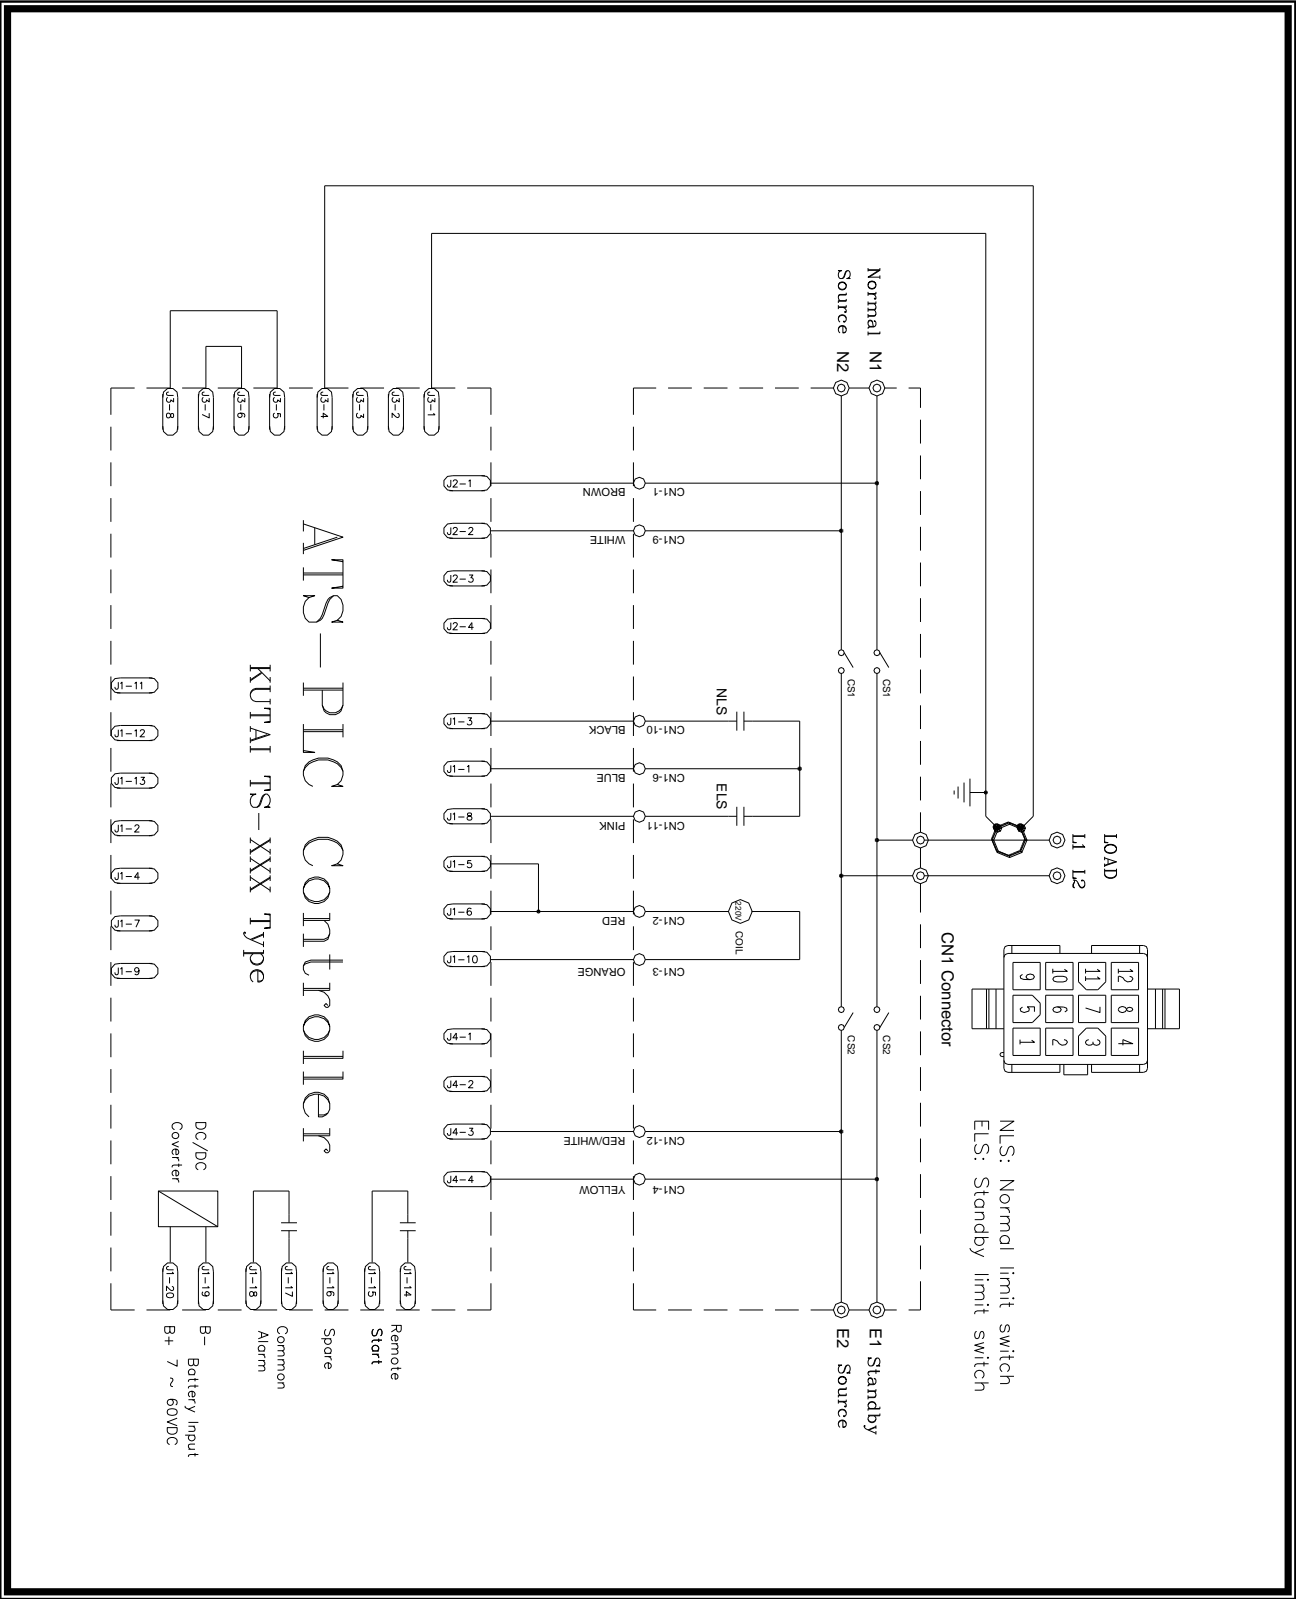 LOAD
L1
L2
CN1 Connector
12
11
10
9
8
7
6
5
4
3
2
1
NLS: Normal limit switch
ELS: Standby limit switch
Normal N1
Source N2
CS1
CS1
CS2
CS2
E1 Standby
E2 Source
NLS
ELS
220V
COIL
CN1-1
BROWN
CN1-9
WHITE
CN1-10
BLACK
CN1-6
BLUE
CN1-11
PINK
CN1-2
RED
CN1-3
ORANGE
CN1-12
RED/WHITE
CN1-4
YELLOW
J2-1
J2-2
J2-3
J2-4
J1-3
J1-1
J1-8
J1-5
J1-6
J1-10
J4-1
J4-2
J4-3
J4-4
J3-1
J3-2
J3-3
J3-4
J3-5
J3-6
J3-7
J3-8
ATS-PLC Controller
KUTAI TS-XXX Type
J1-11
J1-12
J1-13
J1-2
J1-4
J1-7
J1-9
J1-14
J1-15
J1-16
J1-17
J1-18
J1-19
J1-20
Remote
Start
Spare
Common
Alarm
DC/DC
Coverter
B- Battery Input
B+ 7 ~ 60VDC